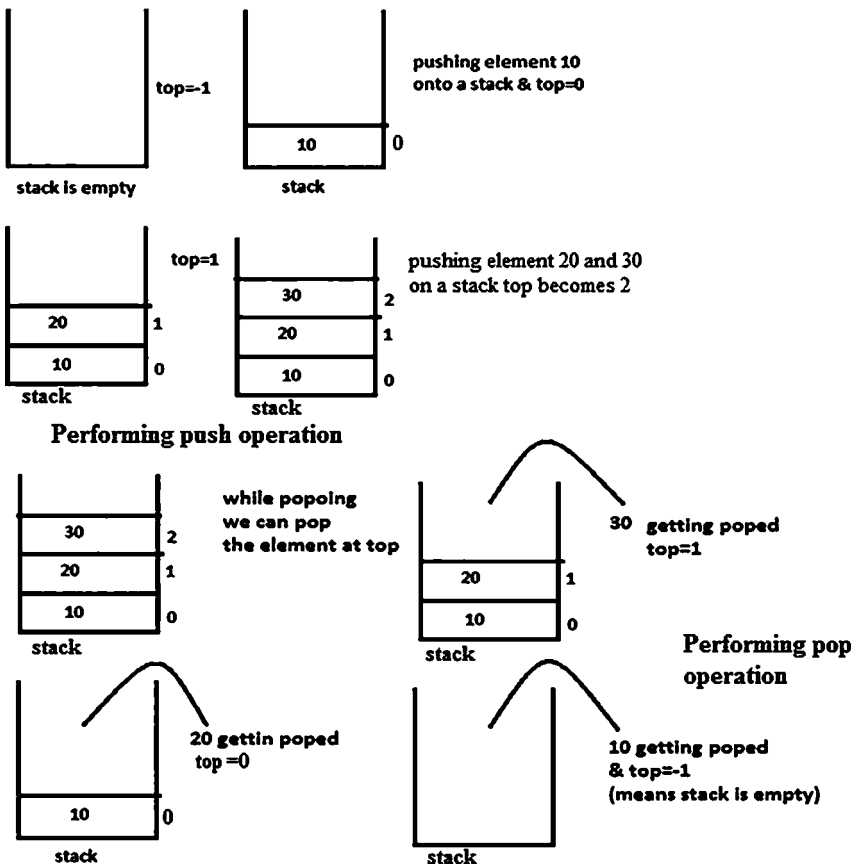 top=-1
stack is empty
10
0
stack
pushing element 10
onto a stack & top=0
top=1
20
1
10
0
stack
30
2
20
1
10
0
stack
pushing element 20 and 30
on a stack top becomes 2
Performing push operation
30
2
20
1
10
0
stack
while popoing
we can pop
the element at top
30 getting poped
top=1
20
1
10
0
stack
Performing pop
operation
20 gettin poped
top =0
10
0
stack
10 getting poped
& top=-1
(means stack is empty)
stack